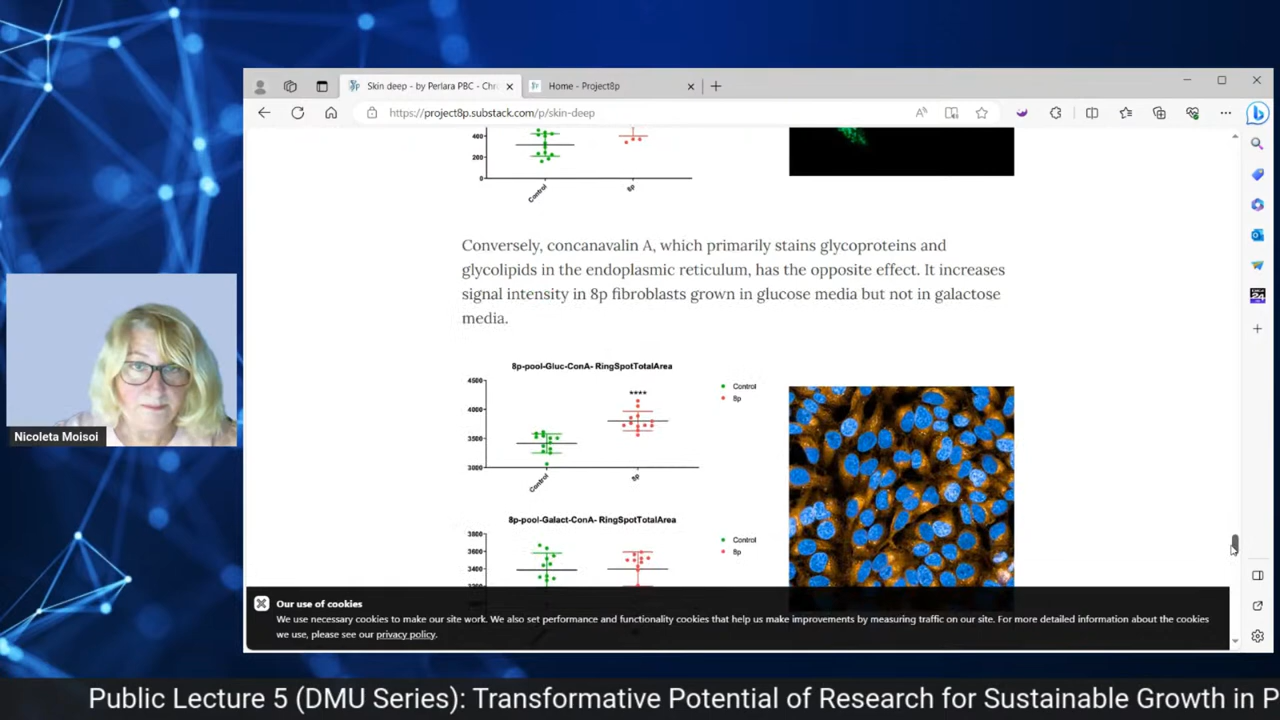 Skin deep - by Perlara PBC - Chr
Home - Project8p
https://project8p.substack.com/p/skin-deep
400
200
0
Control
8p
Conversely, concanavalin A, which primarily stains glycoproteins and
glycolipids in the endoplasmic reticulum, has the opposite effect. It increases
signal intensity in 8p fibroblasts grown in glucose media but not in galactose
media.
8p-pool-Gluc-ConA- RingSpotTotalArea
4500
4000
3500
3000
****
Control
8p
Control
8p
8p-pool-Galact-ConA- RingSpotTotalArea
3800
3600
3400
Control
8p
Nicoleta Moisoi
Our use of cookies
We use necessary cookies to make our site work. We also set performance and functionality cookies that help us make improvements by measuring traffic on our site. For more detailed information about the cookies
we use, please see our privacy policy.
Public Lecture 5 (DMU Series): Transformative Potential of Research for Sustainable Growth in P